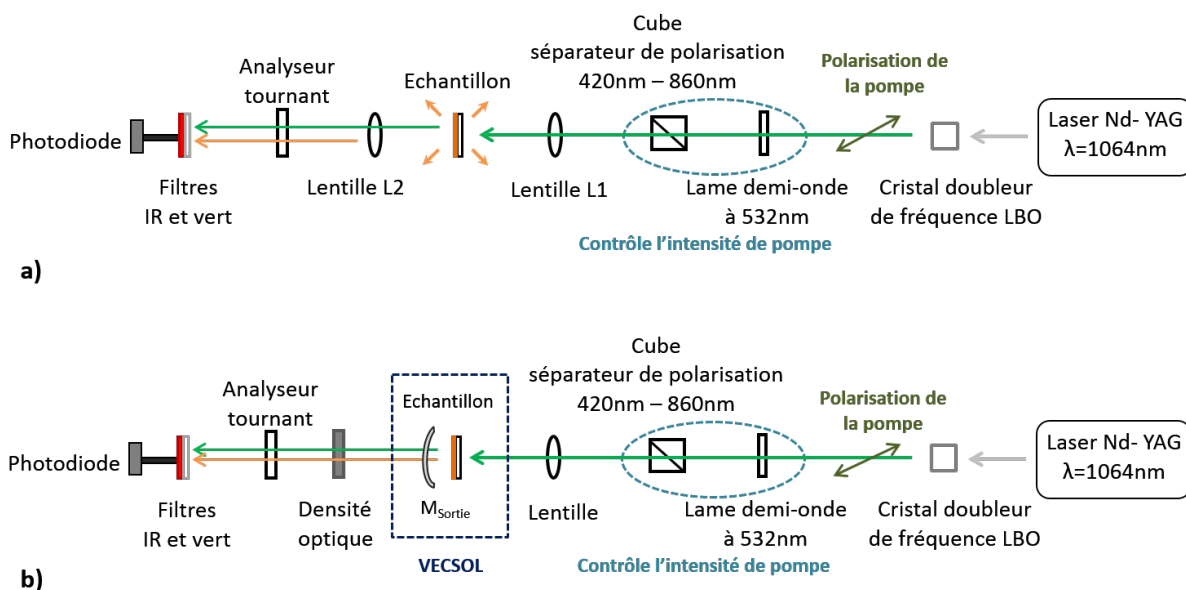 Cube
séparateur de polarisation
420nm – 860nm
Polarisation de
la pompe
Analyseur
tournant
Echantillon
Laser Nd- YAG
λ=1064nm
Photodiode
Filtres
IR et vert
Lentille L2
Lentille L1
Lame demi-onde
à 532nm
Cristal doubleur
de fréquence LBO
Contrôle l’intensité de pompe
a)
Cube
séparateur de polarisation
420nm – 860nm
Polarisation de
la pompe
Analyseur
tournant
Echantillon
Laser Nd- YAG
λ=1064nm
Photodiode
Filtres
IR et vert
Densité
optique
MSortie
Lentille
Lame demi-onde
à 532nm
Cristal doubleur
de fréquence LBO
VECSOL
Contrôle l’intensité de pompe
b)